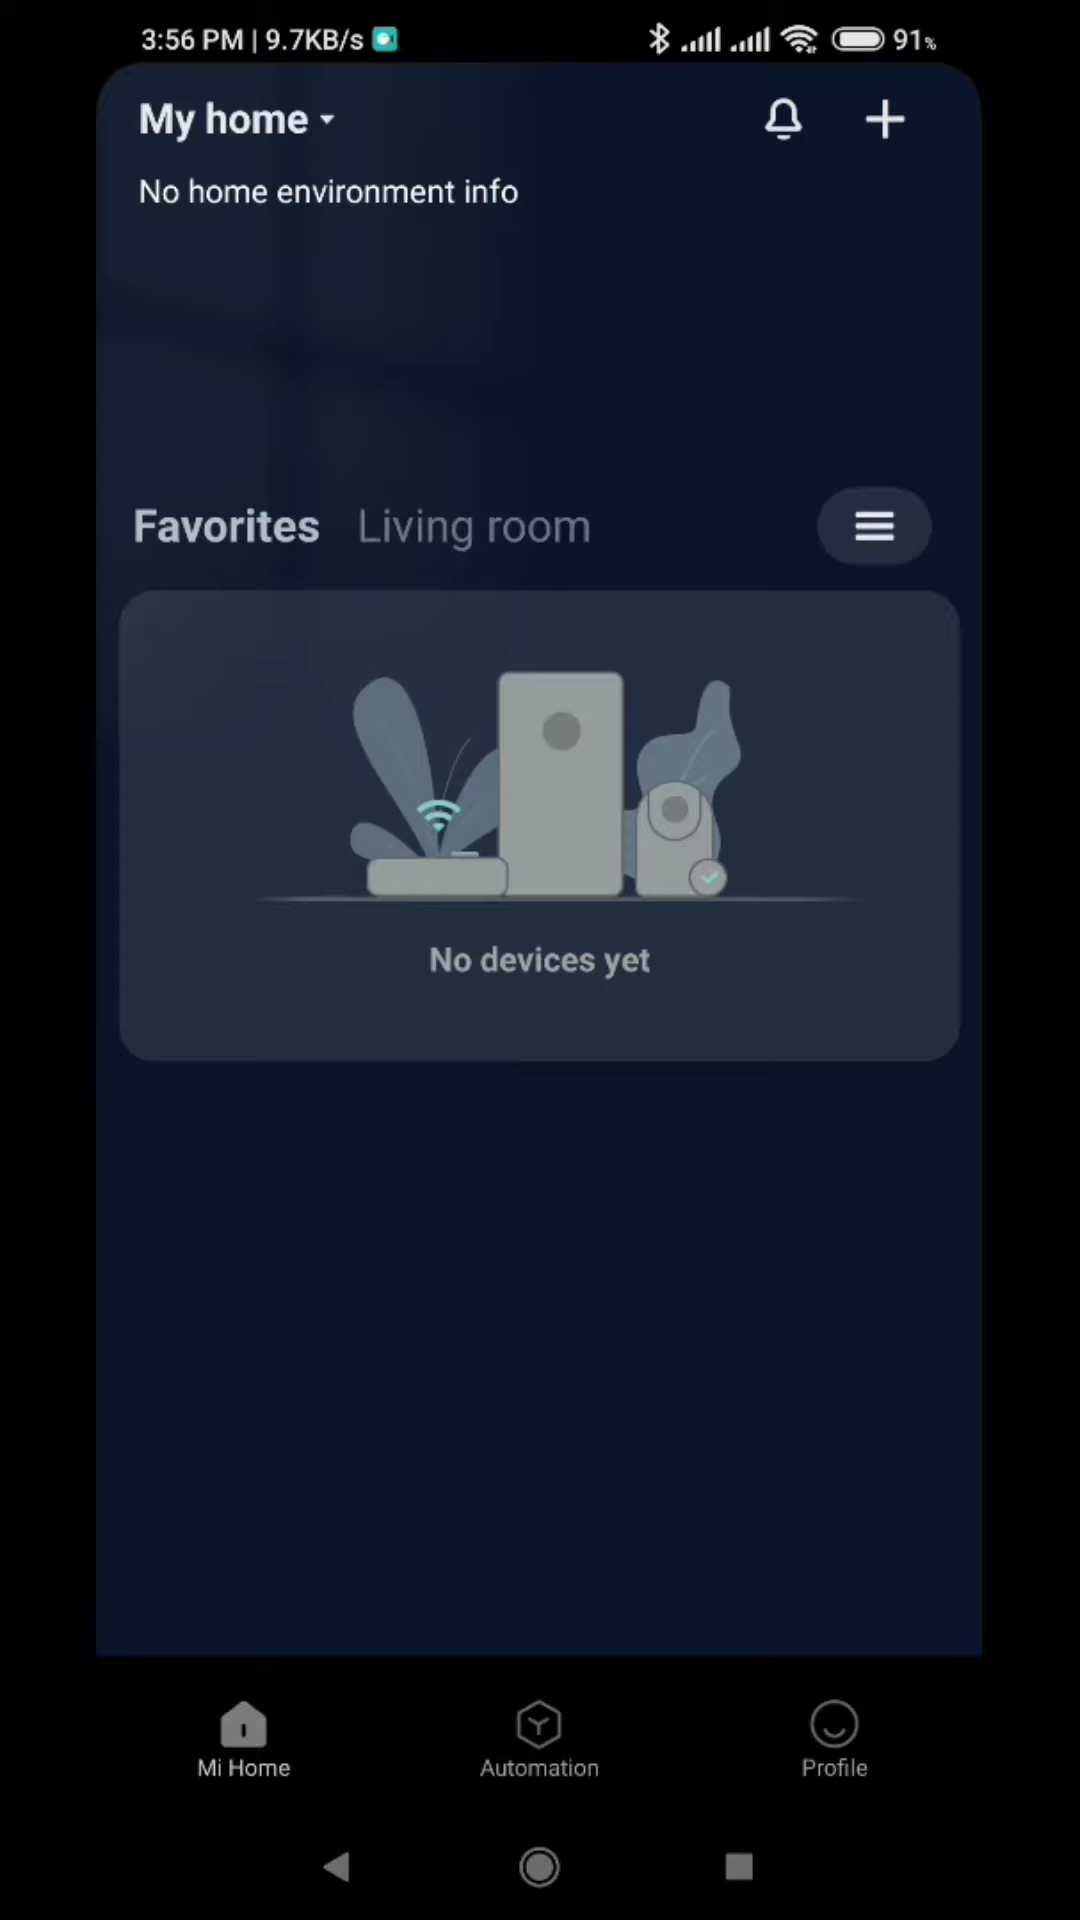 3:56 PM | 9.7KB/s 91%
My home
No home environment info
Favorites Living room
No devices yet
Mi Home Automation Profile